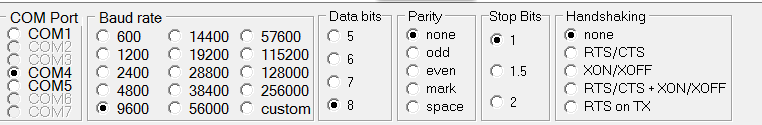 COM Port
COM1
COM2
COM3
COM4
COM5
COM6
COM7
Baud rate
600 14400 57600
1200 19200 115200
2400 28800 128000
4800 38400 256000
9600 56000 custom
Data bits
5
6
7
8
Parity
none
odd
even
mark
space
Stop Bits
1
1.5
2
Handshaking
none
RTS/CTS
XON/XOFF
RTS/CTS + XON/XOFF
RTS on TX